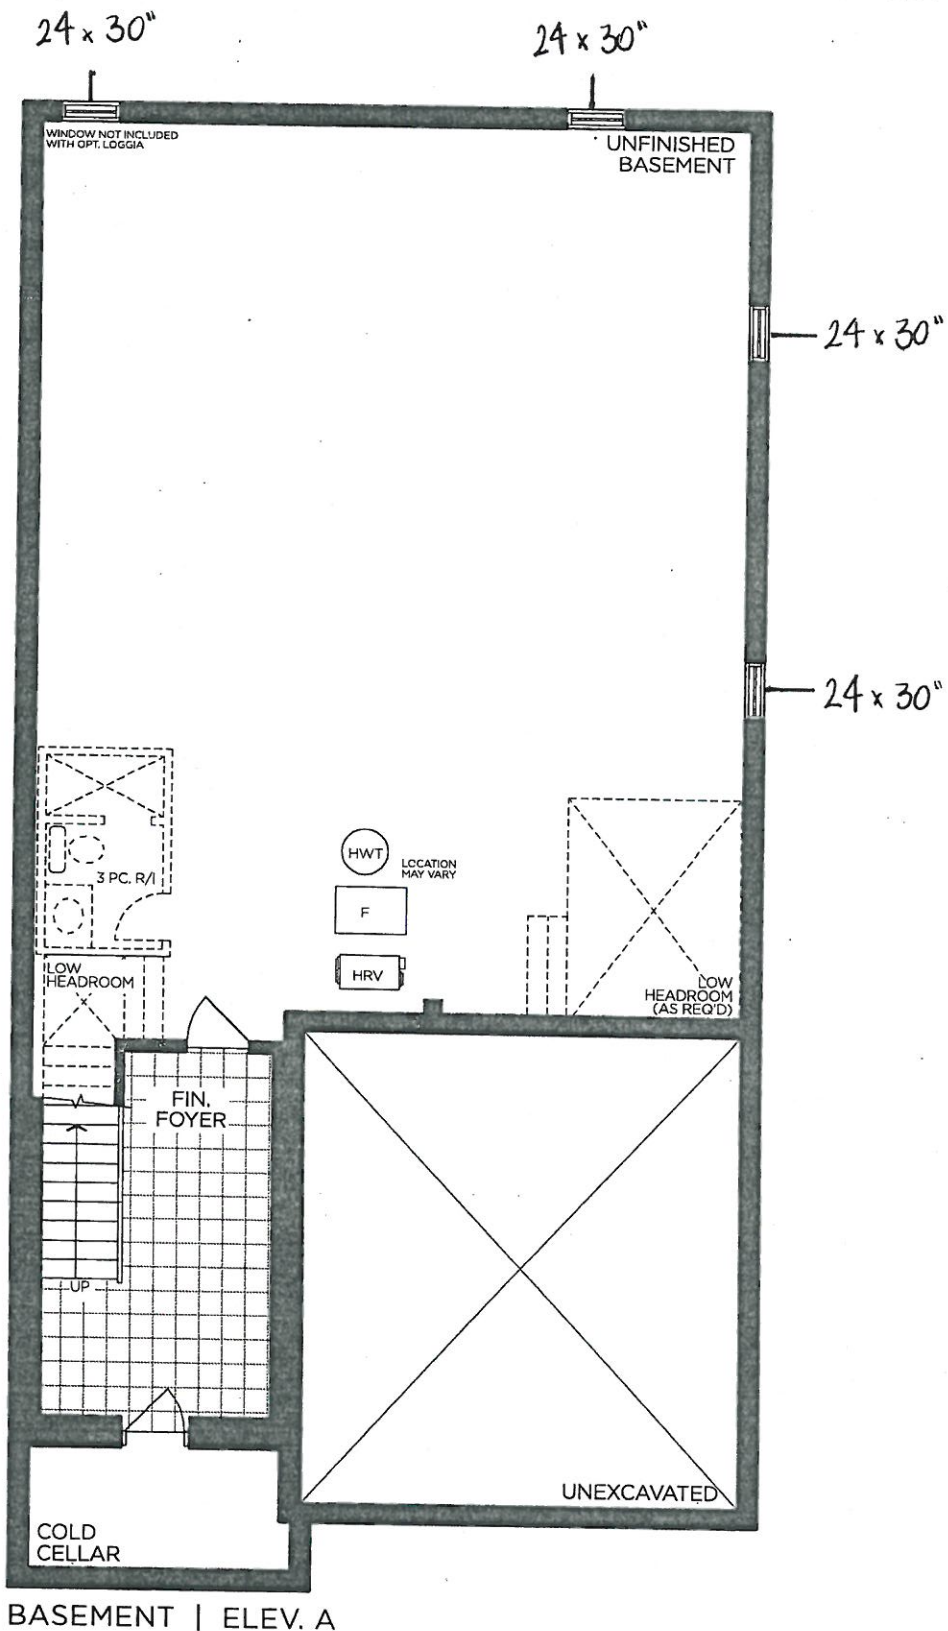 24 x 30"
24 x 30"
WINDOW NOT INCLUDED
WITH OPT. LOGGIA
UNFINISHED
BASEMENT
24 x 30"
24 x 30"
HWT
LOCATION
MAY VARY
3 PC. R/I
F
LOW
HEADROOM
HRV
LOW
HEADROOM
(AS REQ'D)
FIN.
FOYER
UP
UNEXCAVATED
COLD
CELLAR
BASEMENT | ELEV. A